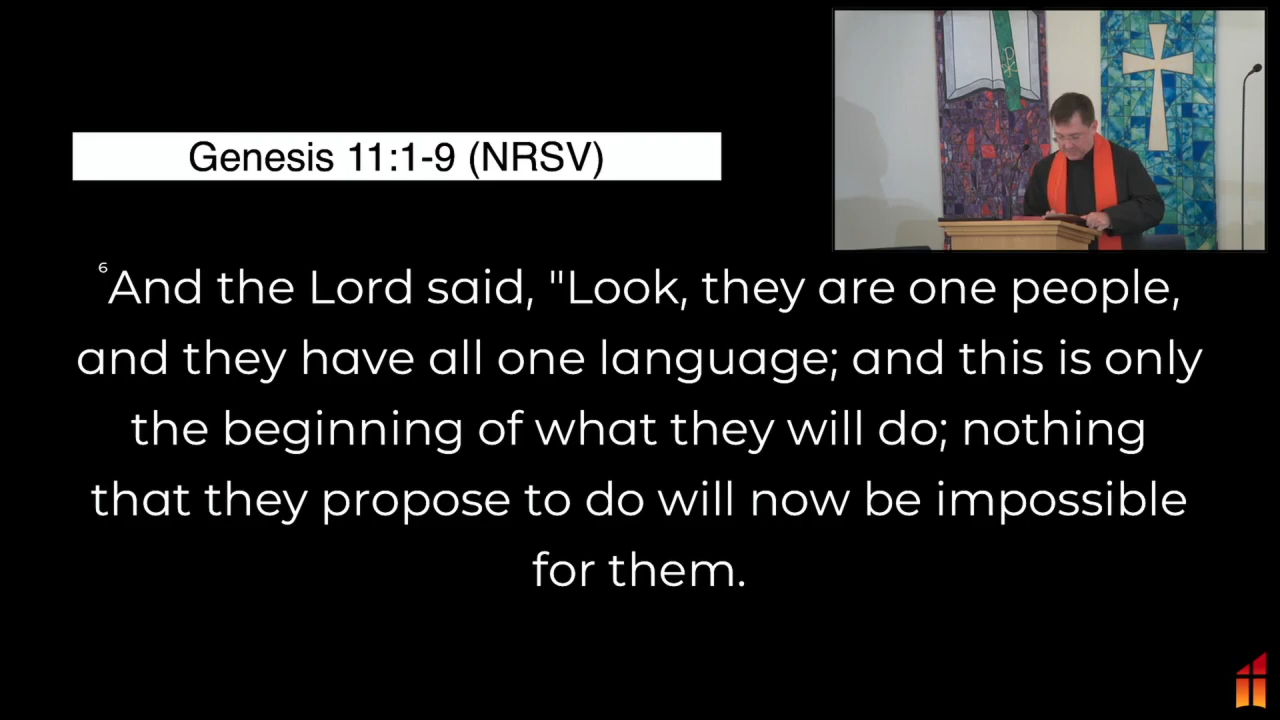 Genesis 11:1-9 (NRSV)
⁶And the Lord said, "Look, they are one people,
and they have all one language; and this is only
the beginning of what they will do; nothing
that they propose to do will now be impossible
for them.